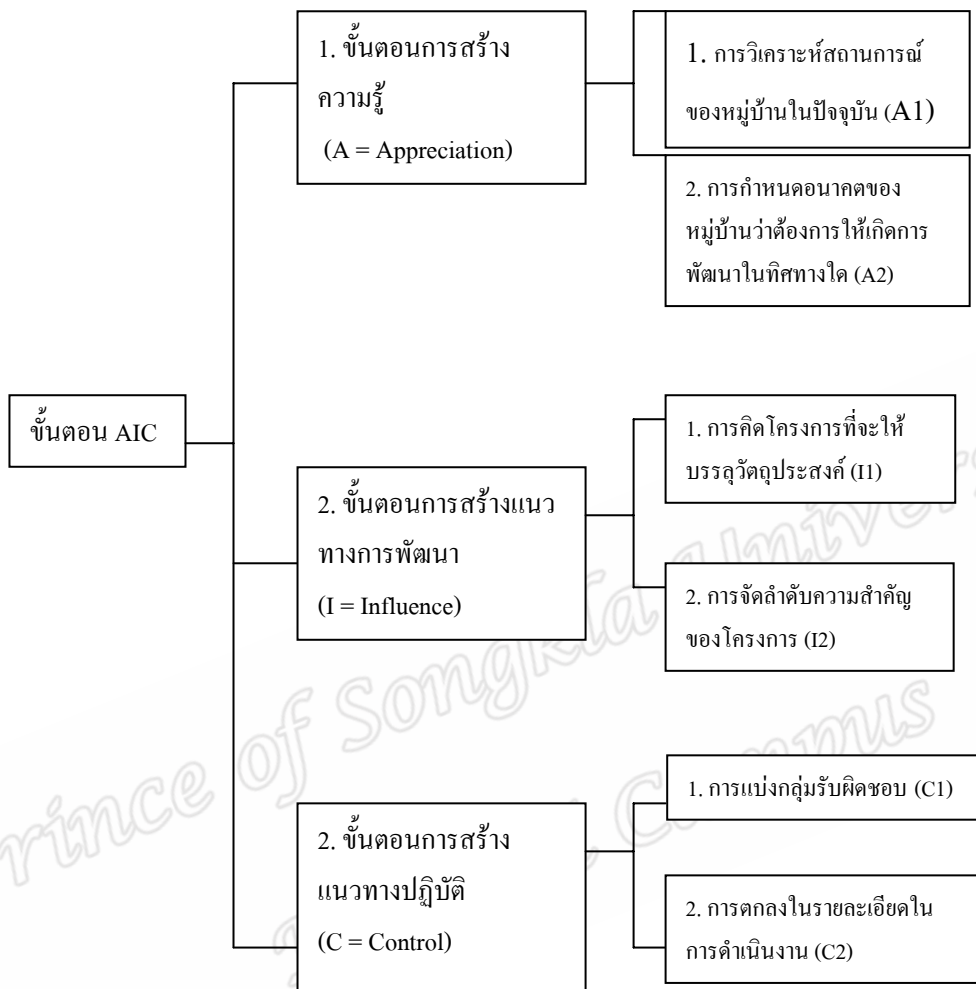 1. ขั้นตอนการสร้าง
ความรู้
(A = Appreciation)
1. การวิเคราะห์สถานการณ์
ของหมู่บ้านในปัจจุบัน (A1)
2. การกำหนดอนาคตของ
หมู่บ้านว่าต้องการให้เกิดการ
พัฒนาในทิศทางใด (A2)
ขั้นตอน AIC
2. ขั้นตอนการสร้างแนว
ทางการพัฒนา
(I = Influence)
1. การคิดโครงการที่จะให้
บรรลุวัตถุประสงค์ (I1)
2. การจัดลำดับความสำคัญ
ของโครงการ (I2)
2. ขั้นตอนการสร้าง
แนวทางปฏิบัติ
(C = Control)
1. การแบ่งกลุ่มรับผิดชอบ (C1)
2. การตกลงในรายละเอียดใน
การดำเนินงาน (C2)
rince of Songkla Univers
Campus